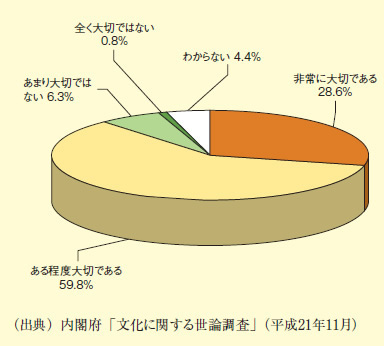 全く大切ではない
0.8%
わからない 4.4%
非常に大切である
28.6%
あまり大切では
ない 6.3%
ある程度大切である
59.8%
（出典）内閣府「文化に関する世論調査」（平成21年11月）